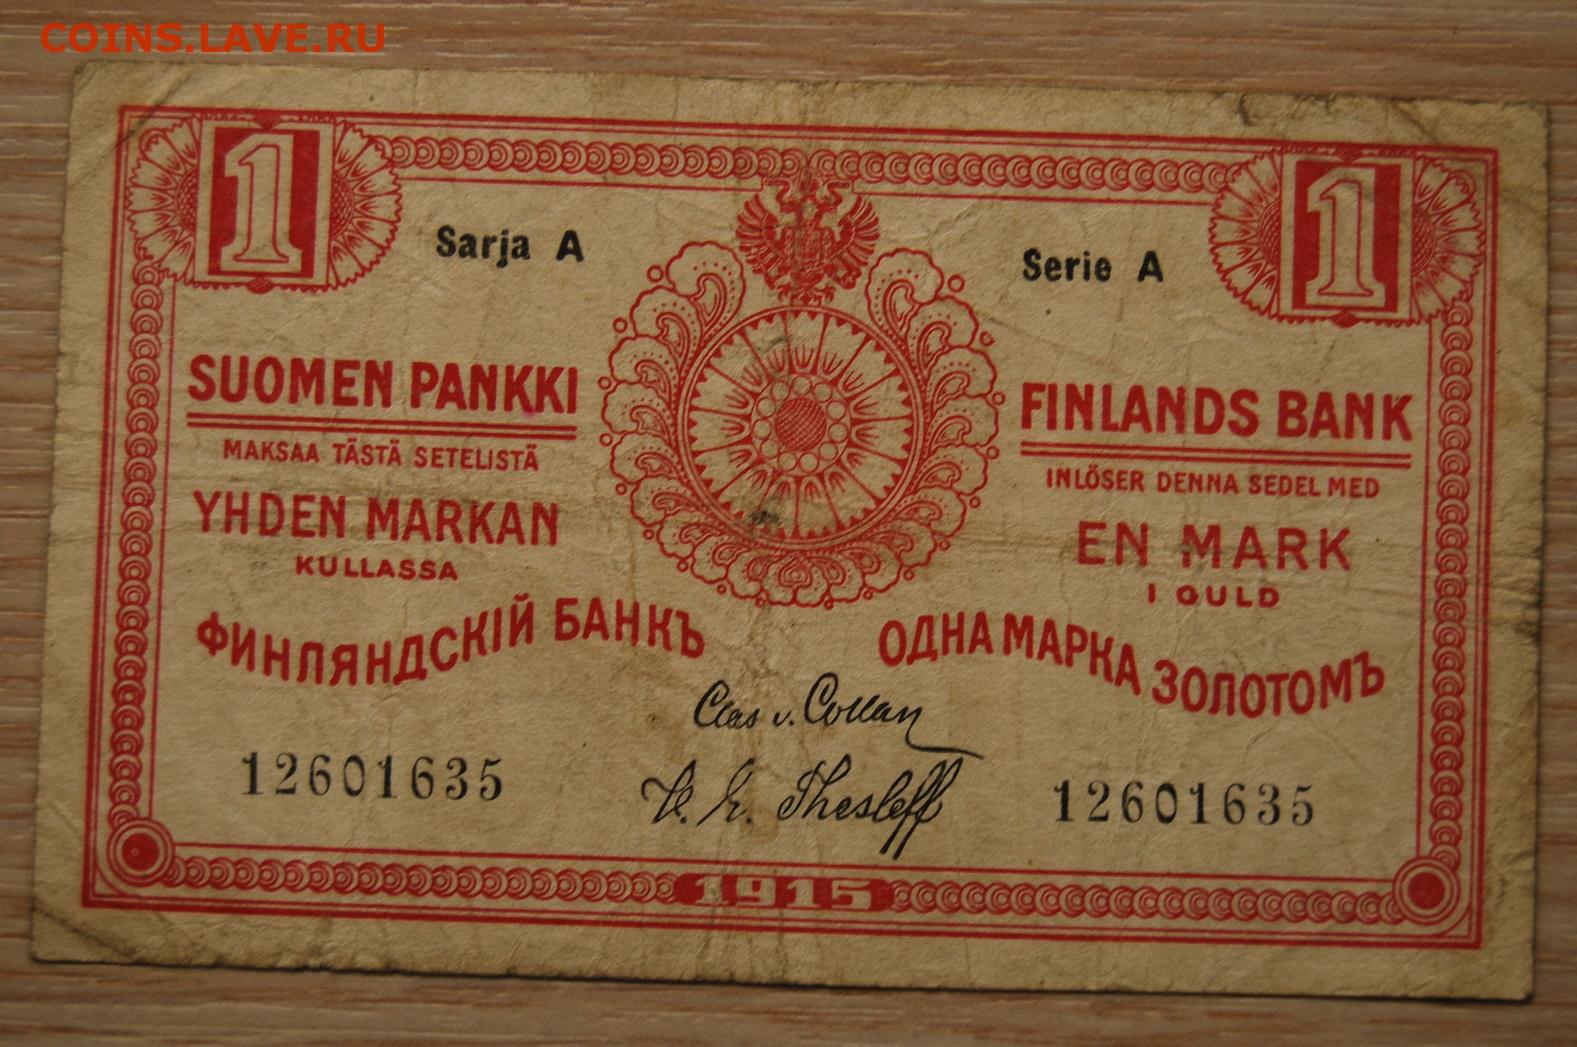 COINS.LAVE.RU
1
1
Sarja A
Serie A
SUOMEN PANKKI
MAKSAA TÄSTÄ SETELISTÄ
YHDEN MARKAN
KULLASSA
FINLANDS BANK
INLÖSER DENNA SEDEL MED
EN MARK
I GULD
ФИНЛЯНДСКІЙ БАНКЪ
ОДНА МАРКА ЗОЛОТОМЪ
Clas v. Collan
12601635
V. E. Thesleff
12601635
1915